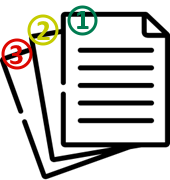 ③ ② ①